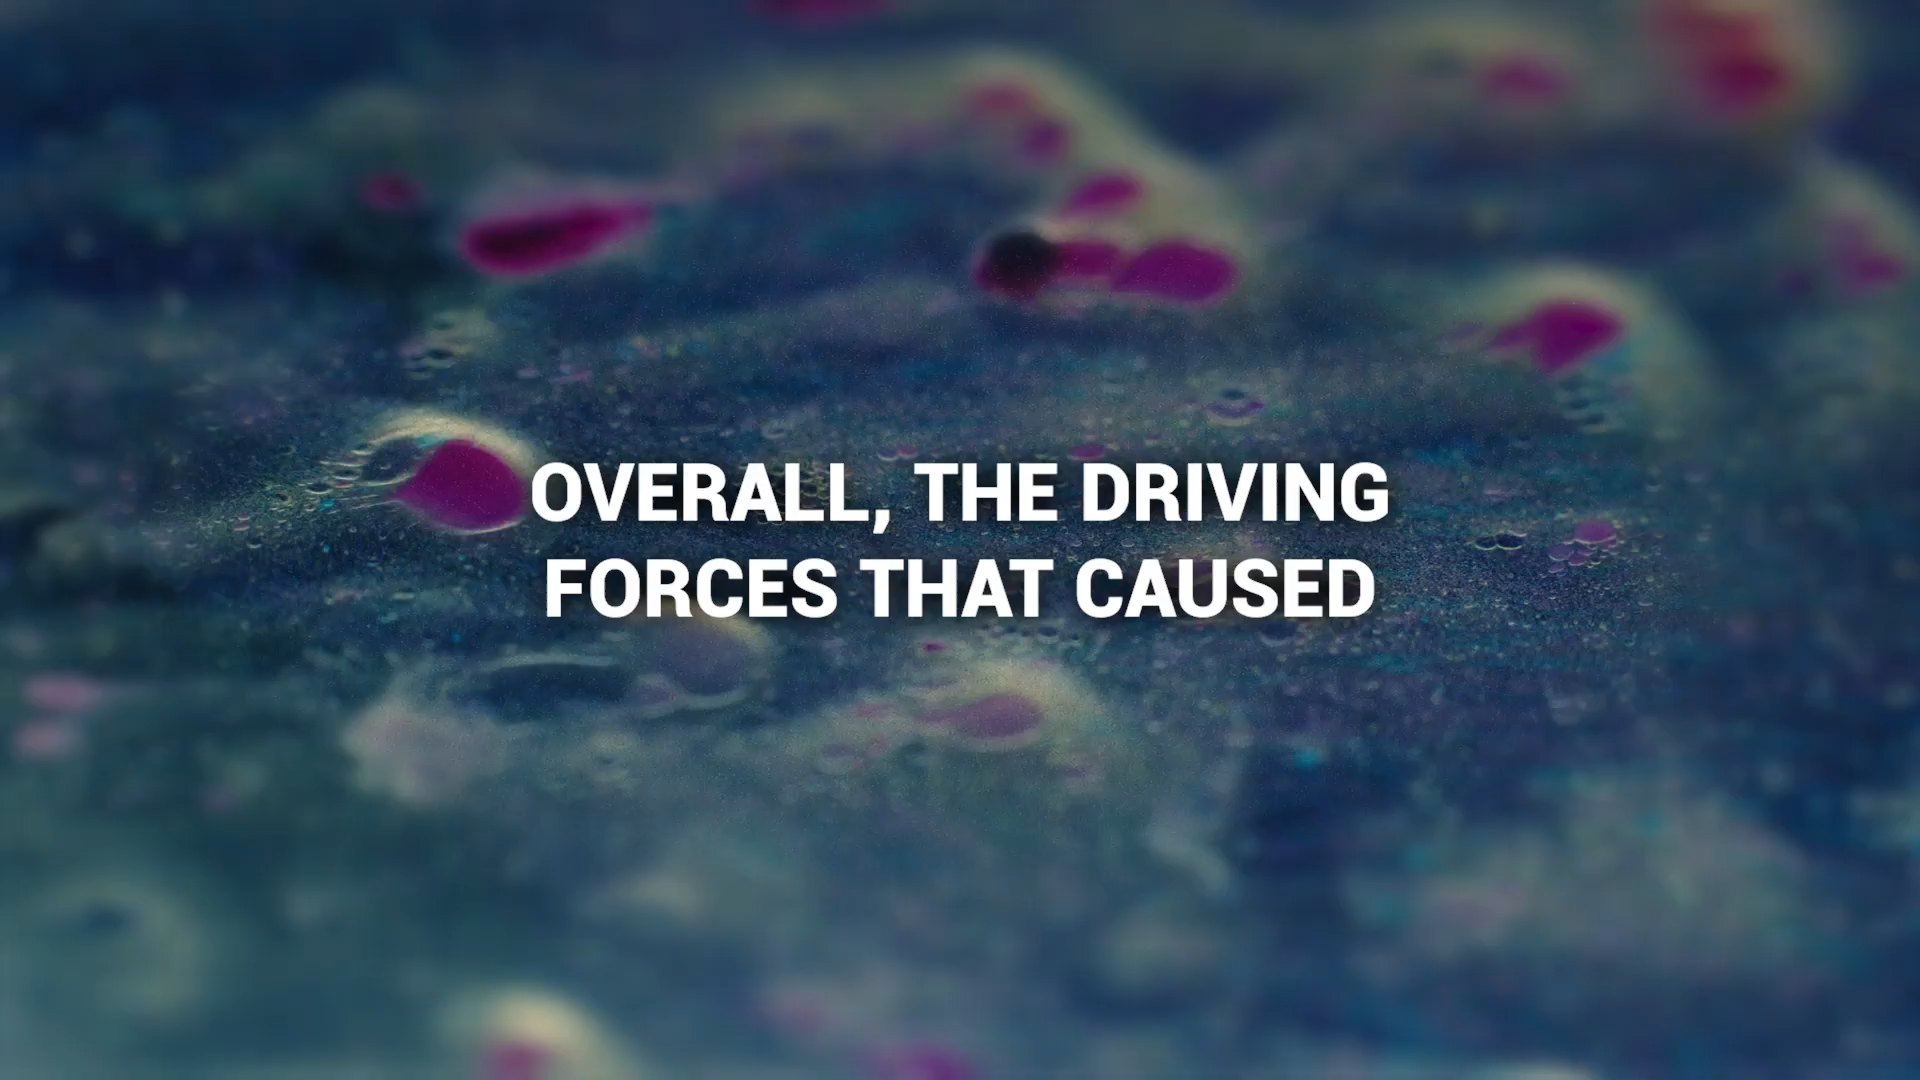 OVERALL, THE DRIVING
FORCES THAT CAUSED